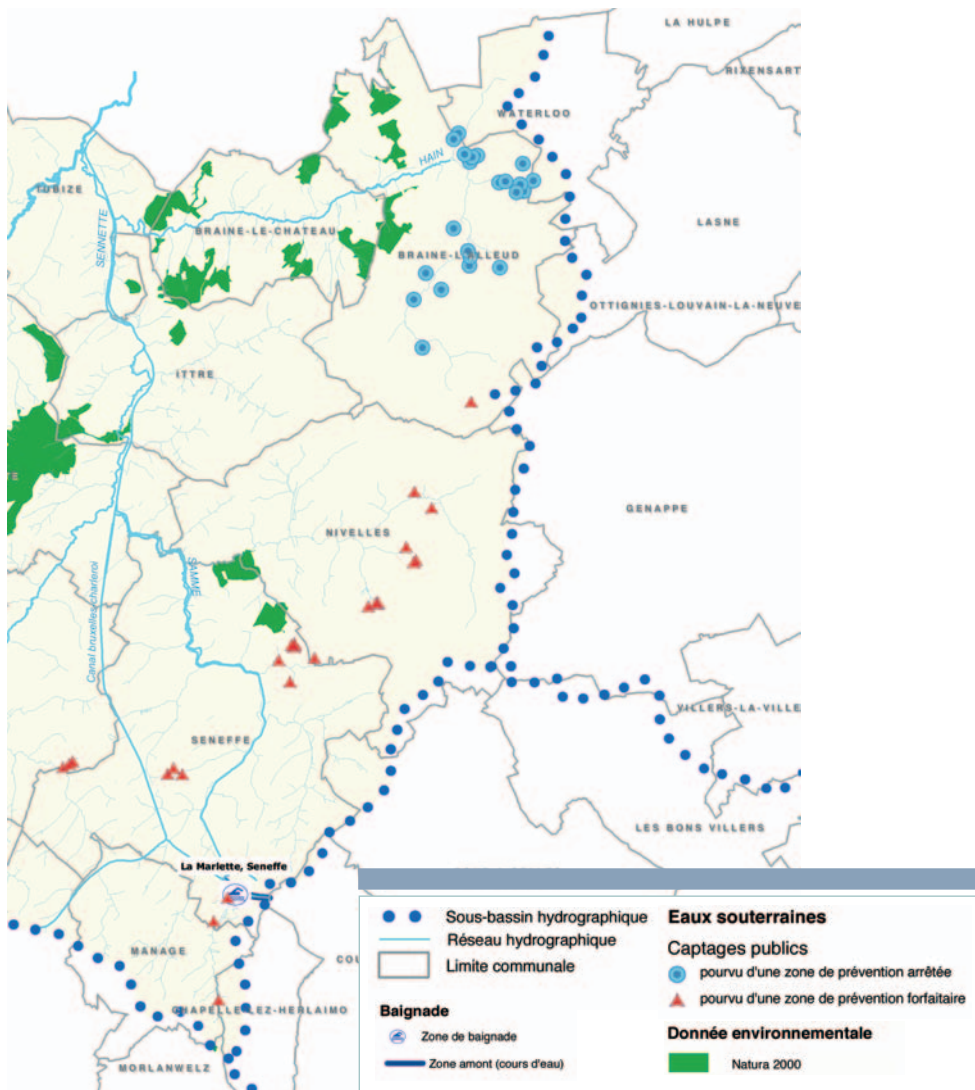 LA HULPE
RIXENSART
WATERLOO
HAIN
TUBIZE
LASNE
SENNETTE
BRAINE-LE-CHATEAU
BRAINE-L'ALLEUD
OTTIGNIES-LOUVAIN-LA-NEUVE
ITTRE
TE
GENAPPE
NIVELLES
SAMME
Canal bruxelles/charleroi
VILLERS-LA-VILLE
SENEFFE
LES BONS VILLERS
La Marlette, Seneffe
MANAGE
COU
CHAPELLE-LEZ-HERLAIMO
MORLANWELZ
Sous-bassin hydrographique
Réseau hydrographique
Limite communale
Baignade
Zone de baignade
Zone amont (cours d'eau)
Eaux souterraines
Captages publics
pourvu d'une zone de prévention arrêtée
pourvu d'une zone de prévention forfaitaire
Donnée environnementale
Natura 2000